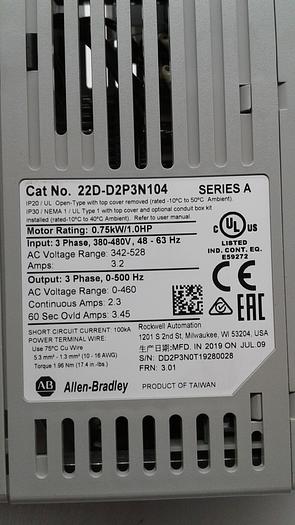 Cat No. 22D-D2P3N104 SERIES A
IP20 / UL Open-Type with top cover removed (rated -10°C to 50°C Ambient).
IP30 / NEMA 1 / UL Type 1 with top cover and optional conduit box kit
installed (rated-10°C to 40°C Ambient). Refer to user manual.
Motor Rating: 0.75kW/1.0HP
Input: 3 Phase, 380-480V, 48 - 63 Hz
AC Voltage Range: 342-528
Amps: 3.2
Output: 3 Phase, 0-500 Hz
AC Voltage Range: 0-460
Continuous Amps: 2.3
60 Sec Ovld Amps: 3.45
C UL US
LISTED
IND. CONT. EQ.
E59272
CE
EAC
SHORT CIRCUIT CURRENT: 100kA
POWER TERMINAL WIRE:
Use 75°C Cu Wire
5.3 mm² - 1.3 mm² (10 - 16 AWG)
Torque 1.96 Nm (17.4 in.-lbs.)
Rockwell Automation
1201 S 2nd St, Milwaukee, WI 53204, USA
生产日期:MFD. IN 2019 ON JUL.09
S/N: DD2P3N0T19280028
FRN: 3.01
AB Allen-Bradley
PRODUCT OF TAIWAN